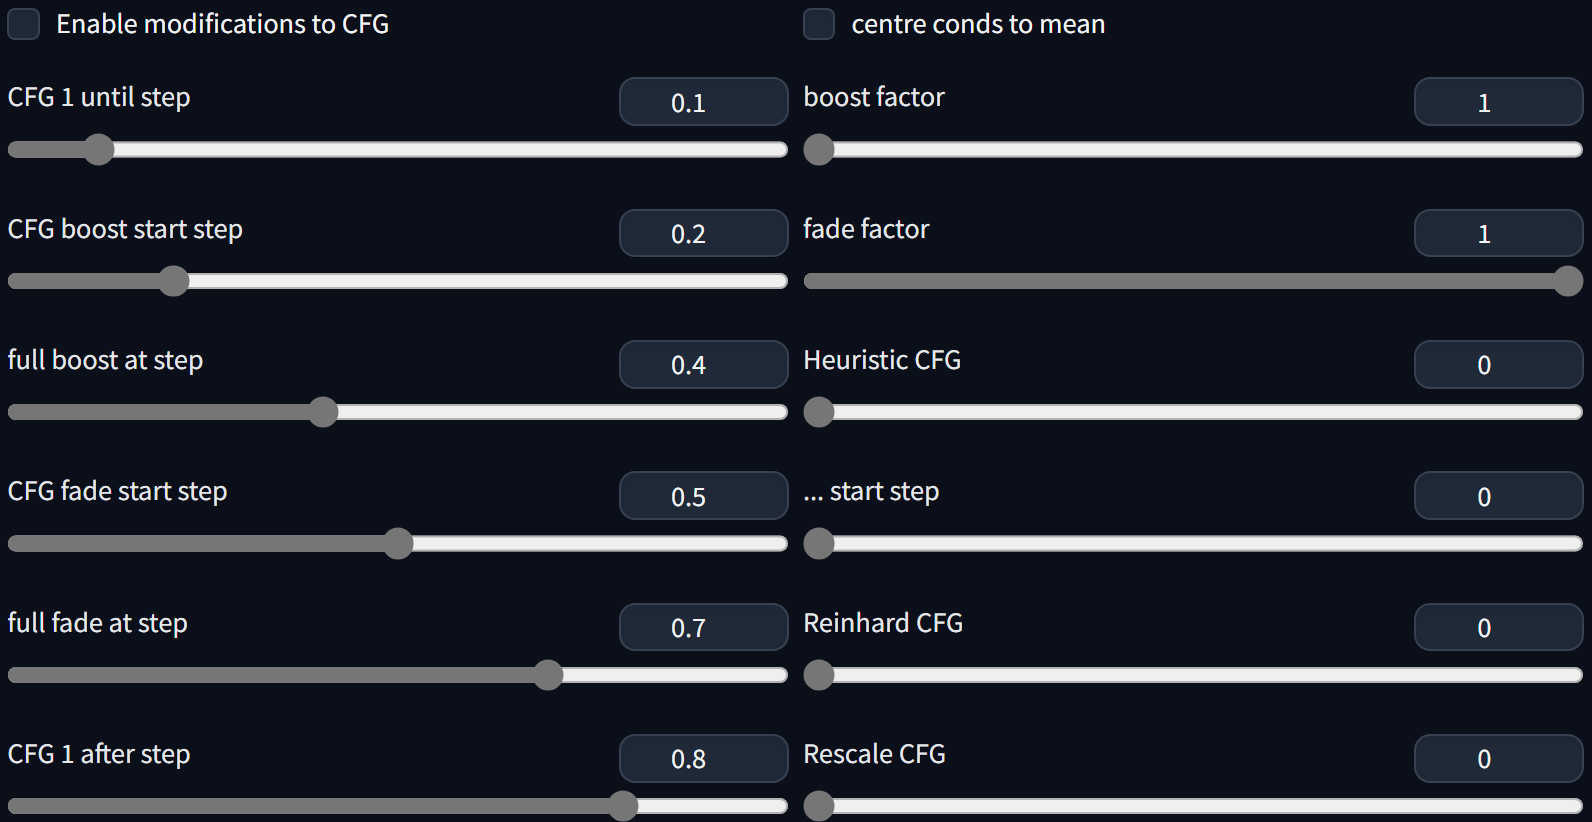 Enable modifications to CFG
centre conds to mean
CFG 1 until step
0.1
boost factor
1
CFG boost start step
0.2
fade factor
1
full boost at step
0.4
Heuristic CFG
0
CFG fade start step
0.5
... start step
0
full fade at step
0.7
Reinhard CFG
0
CFG 1 after step
0.8
Rescale CFG
0